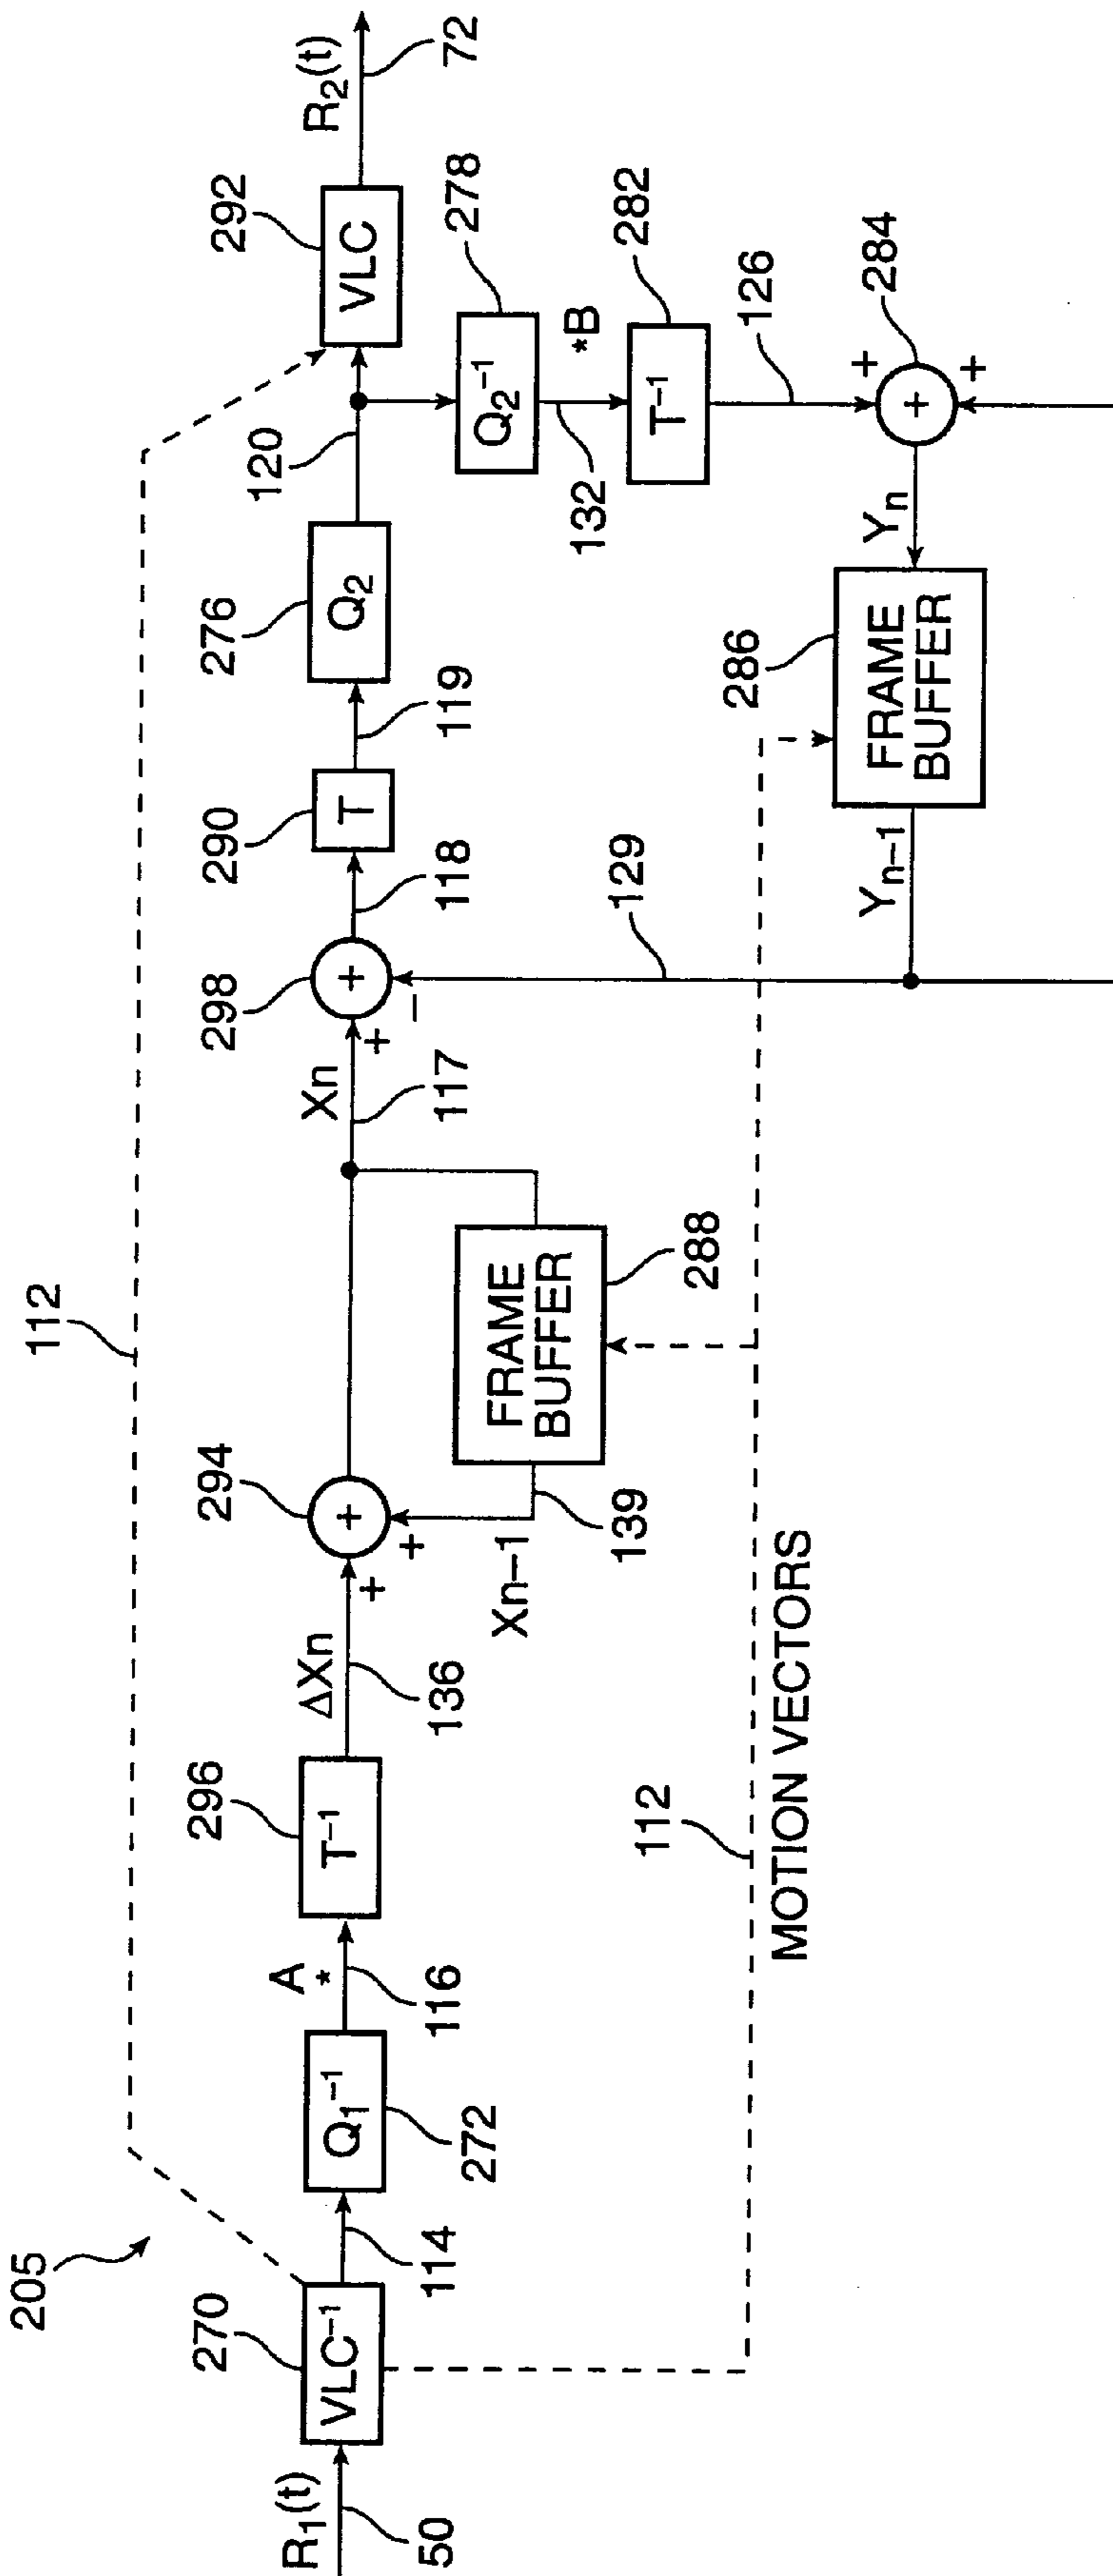 205
112
R₁(t)
50
270
VLC⁻¹
114
Q₁⁻¹
272
A
*
116
296
T⁻¹
ΔXn
136
294
+
+
+
Xn–1
139
FRAME
BUFFER
288
Xn
117
298
+
+
–
118
290
T
119
276
Q₂
120
292
VLC
R₂(t)
72
Q₂⁻¹
278
132
*B
T⁻¹
282
126
+
+
+
284
Yₙ
286
FRAME
BUFFER
Yₙ₋₁
129
112
MOTION VECTORS